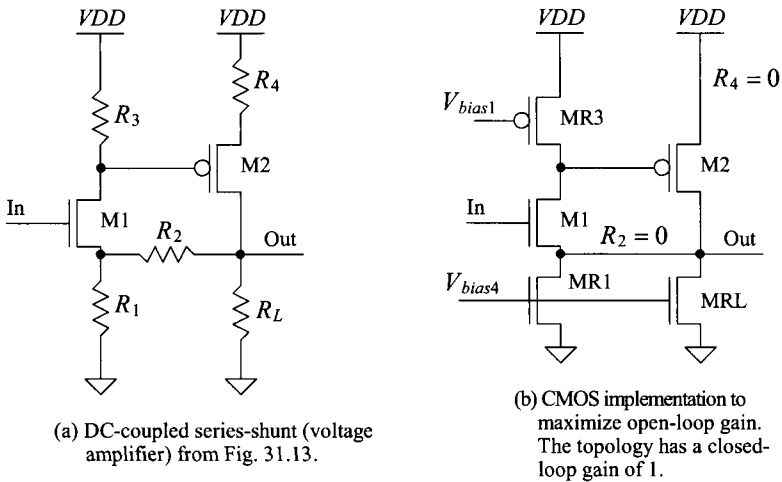 VDD
VDD
R4
R3
M2
In
M1
R2
Out
R1
RL
(a) DC-coupled series-shunt (voltage
amplifier) from Fig. 31.13.
VDD
VDD
R4 = 0
Vbias1
MR3
M2
In
M1
R2 = 0
Out
Vbias4
MR1
MRL
(b) CMOS implementation to
maximize open-loop gain.
The topology has a closed-
loop gain of 1.